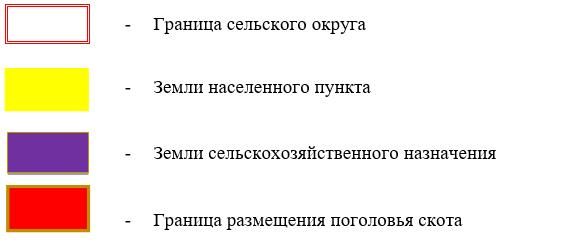 - Граница сельского округа
- Земли населенного пункта
- Земли сельскохозяйственного назначения
- Граница размещения поголовья скота